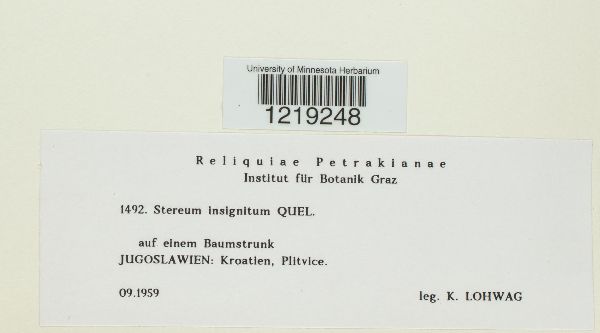 University of Minnesota Herbarium
1219248
Reliquiae Petrakianae
Institut für Botanik Graz
1492. Stereum insignitum QUEL.
auf einem Baumstrunk
JUGOSLAWIEN: Kroatien, Plitvice.
09.1959 leg. K. LOHWAG